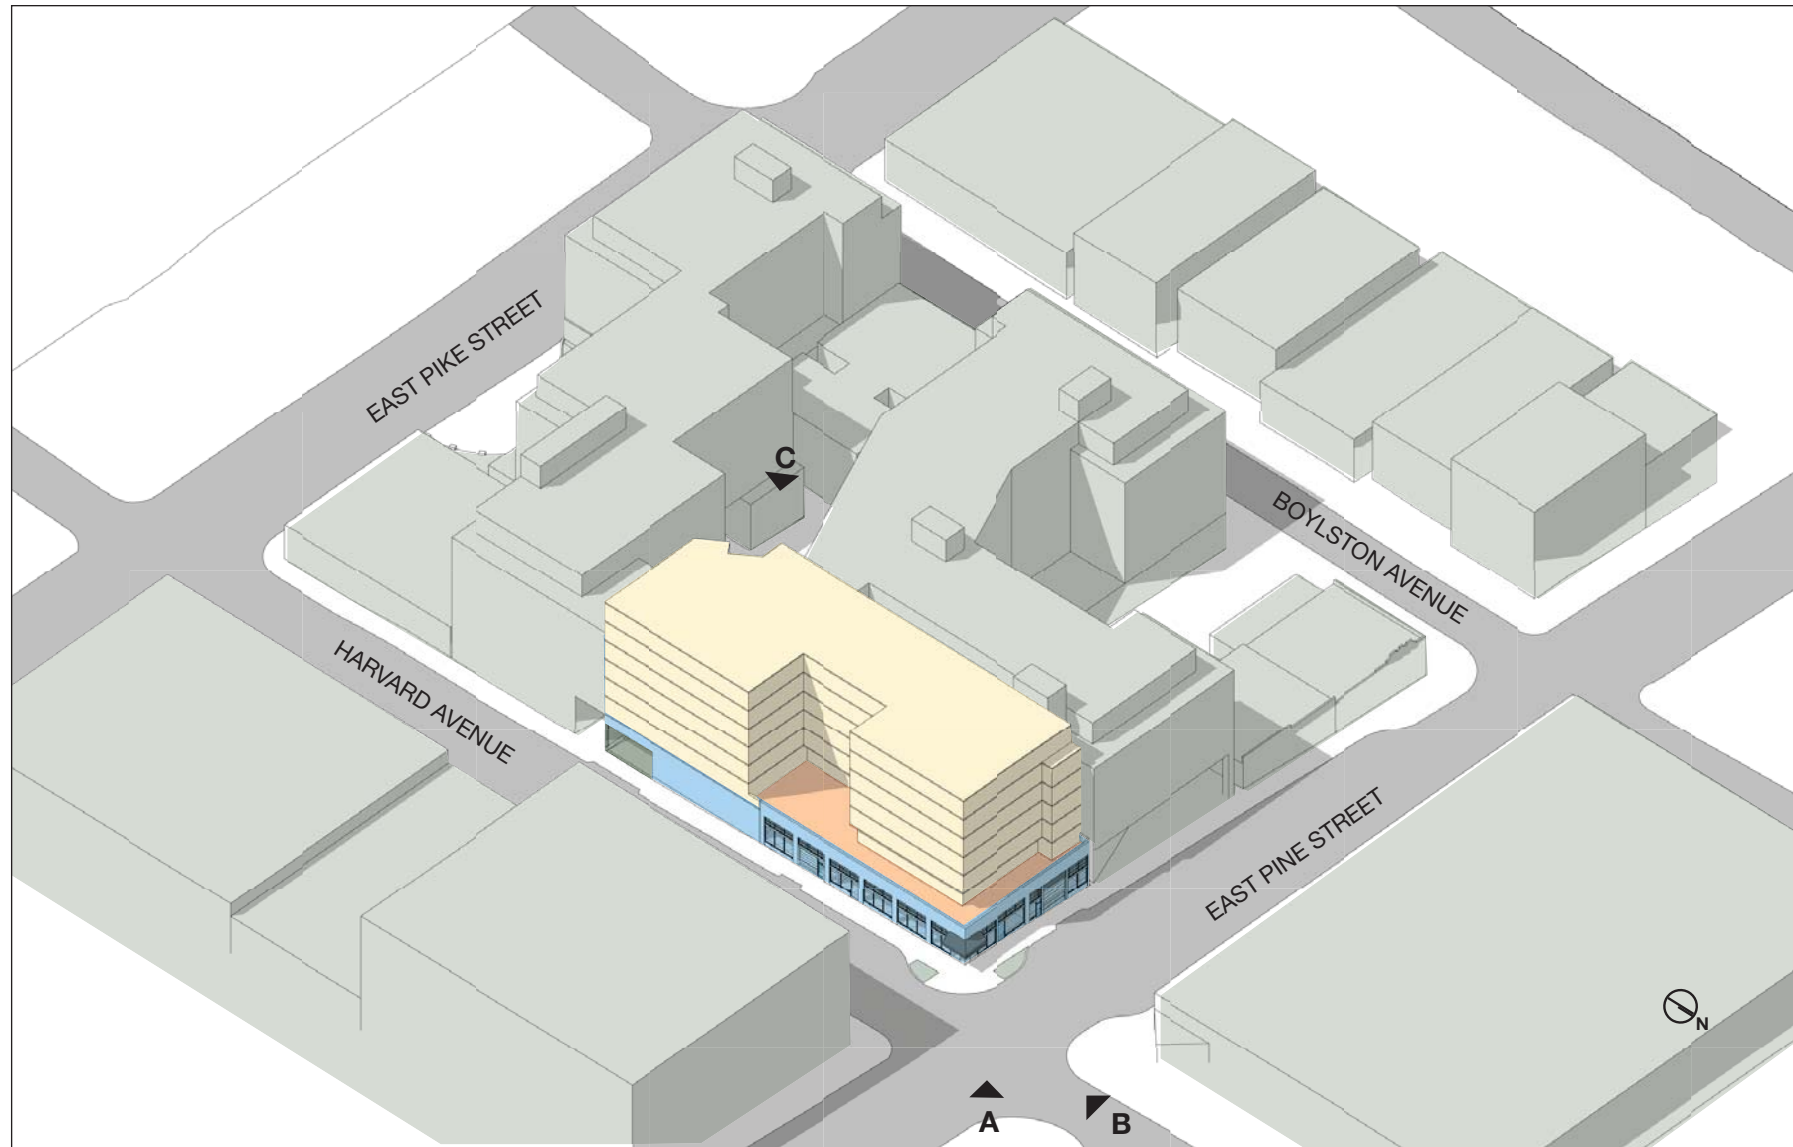 EAST PIKE STREET
C
BOYLSTON AVENUE
HARVARD AVENUE
EAST PINE STREET
N
A
B